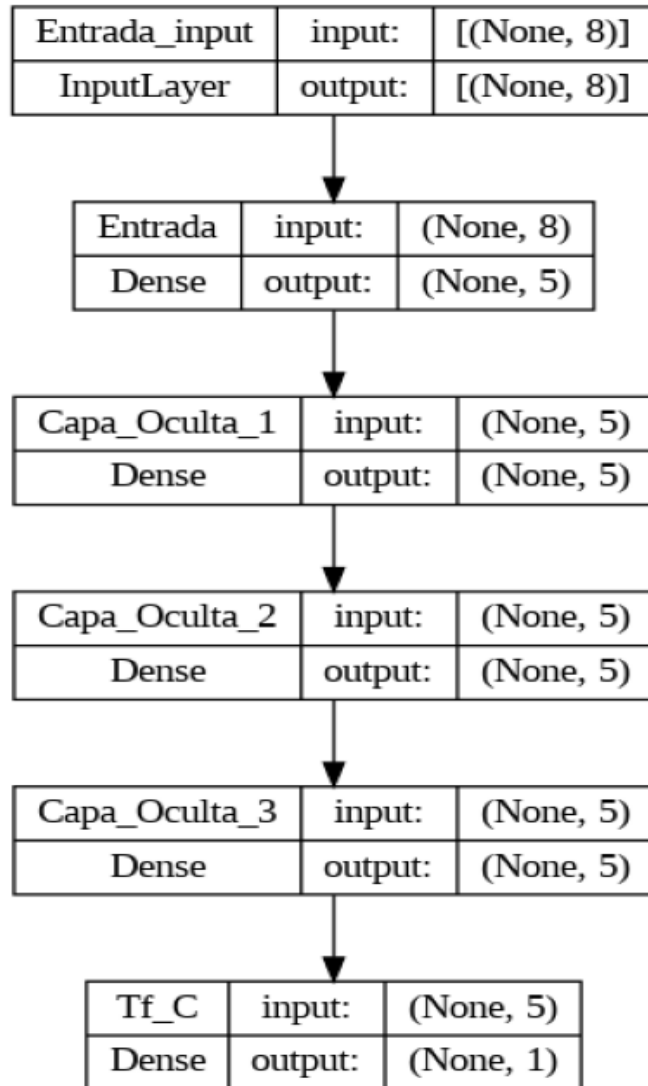 Entrada_input input: [(None, 8)]
InputLayer output: [(None, 8)]
Entrada input: (None, 8)
Dense output: (None, 5)
Capa_Oculta_1 input: (None, 5)
Dense output: (None, 5)
Capa_Oculta_2 input: (None, 5)
Dense output: (None, 5)
Capa_Oculta_3 input: (None, 5)
Dense output: (None, 5)
Tf_C input: (None, 5)
Dense output: (None, 1)